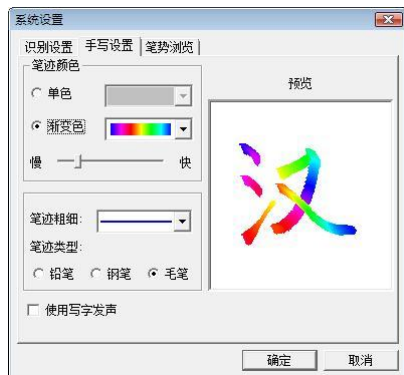 系统设置
识别设置 手写设置 笔势浏览
笔迹颜色
单色
渐变色
慢 快
笔迹粗细:
笔迹类型:
铅笔 钢笔 毛笔
使用写字发声
预览
汉
确定 取消